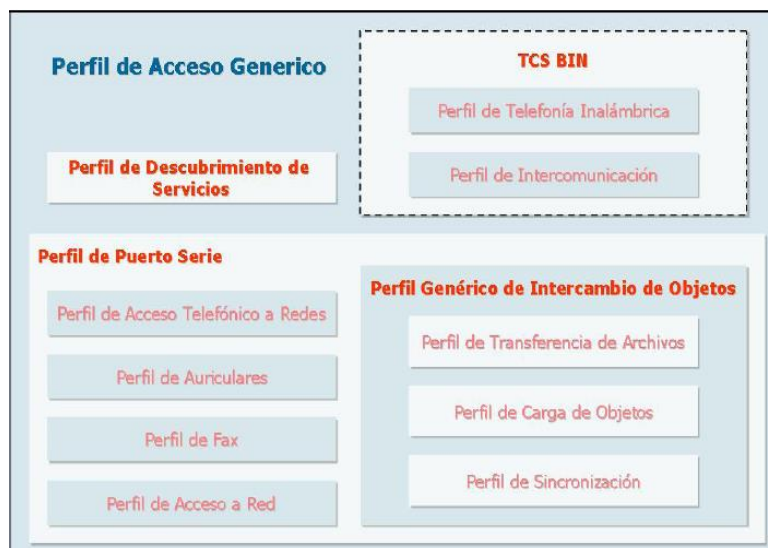 Perfil de Acceso Generico
TCS BIN
Perfil de Telefonía Inalámbrica
Perfil de Descubrimiento de
Servicios
Perfil de Intercomunicación
Perfil de Puerto Serie
Perfil de Acceso Telefónico a Redes
Perfil de Auriculares
Perfil de Fax
Perfil de Acceso a Red
Perfil Genérico de Intercambio de Objetos
Perfil de Transferencia de Archivos
Perfil de Carga de Objetos
Perfil de Sincronización